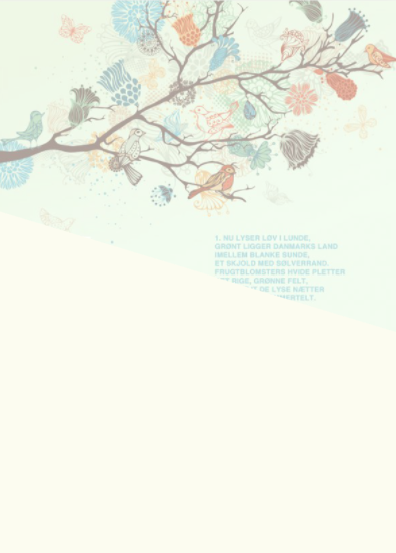 1. NU LYSER LØV I LUNDE,
GRØNT LIGGER DANMARKS LAND
IMELLEM BLANKE SUNDE,
ET SKJOLD MED SØLVERRAND.
FRUGTBLOMSTERS HVIDE PLETTER
RIGE, GRØNNE FELT,
DE LYSE NÆTTER